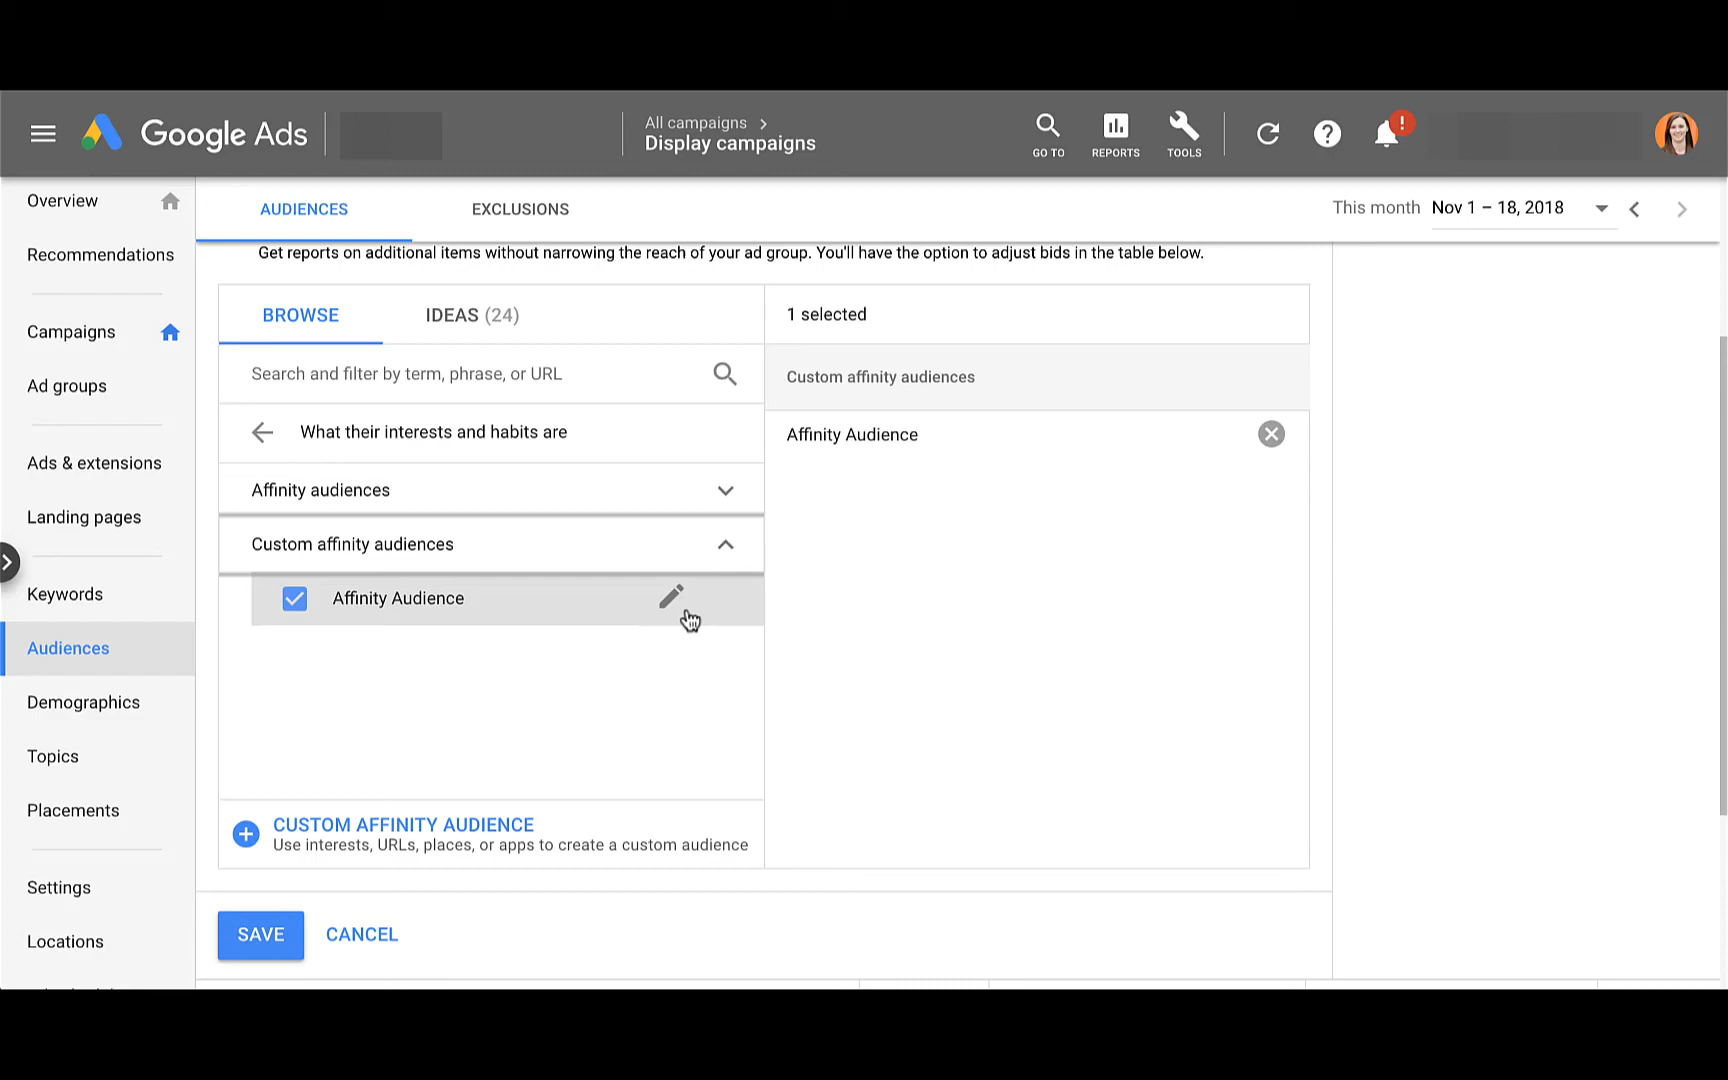 Google Ads
All campaigns
Display campaigns
GO TO
REPORTS
TOOLS
!
Overview
Recommendations
Campaigns
Ad groups
Ads & extensions
Landing pages
Keywords
Audiences
Demographics
Topics
Placements
Settings
Locations
AUDIENCES
EXCLUSIONS
This month Nov 1 – 18, 2018
Get reports on additional items without narrowing the reach of your ad group. You'll have the option to adjust bids in the table below.
BROWSE
IDEAS (24)
Search and filter by term, phrase, or URL
What their interests and habits are
Affinity audiences
Custom affinity audiences
Affinity Audience
CUSTOM AFFINITY AUDIENCE
Use interests, URLs, places, or apps to create a custom audience
1 selected
Custom affinity audiences
Affinity Audience
SAVE
CANCEL